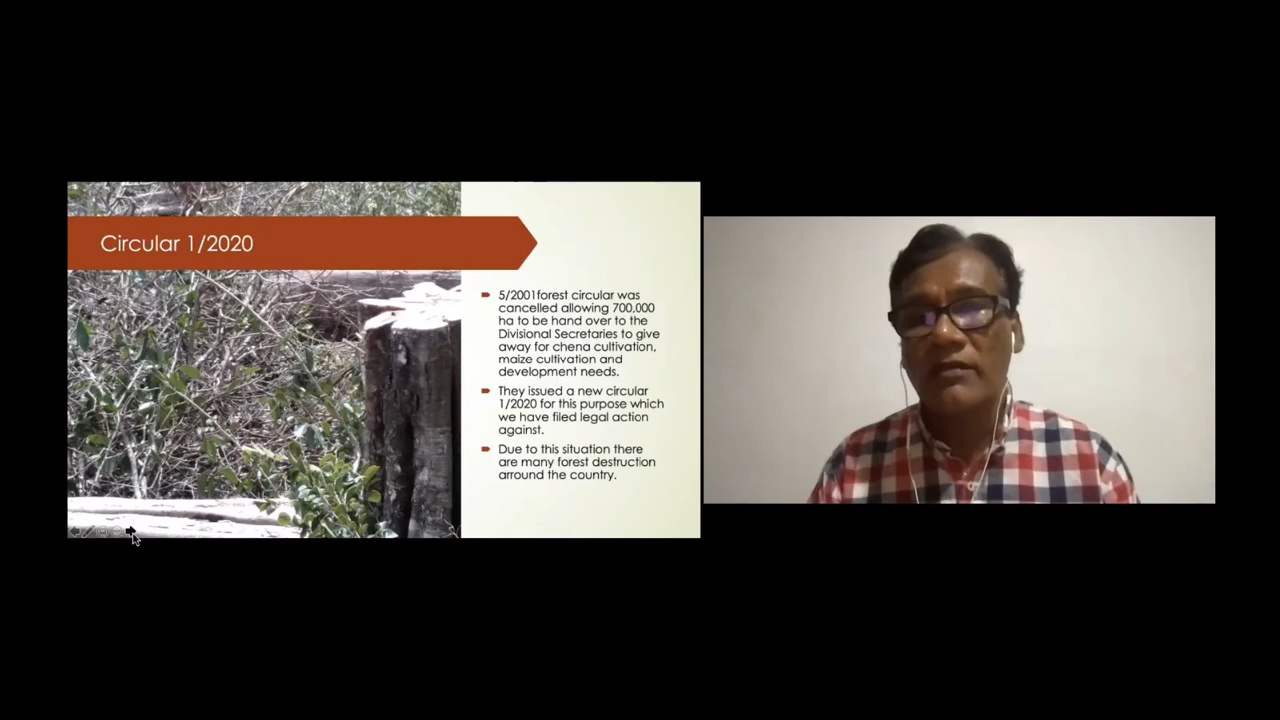 Circular 1/2020
5/2001forest circular was
cancelled allowing 700,000
ha to be hand over to the
Divisional Secretaries to give
away for chena cultivation,
maize cultivation and
development needs.
They issued a new circular
1/2020 for this purpose which
we have filed legal action
against.
Due to this situation there
are many forest destruction
arround the country.